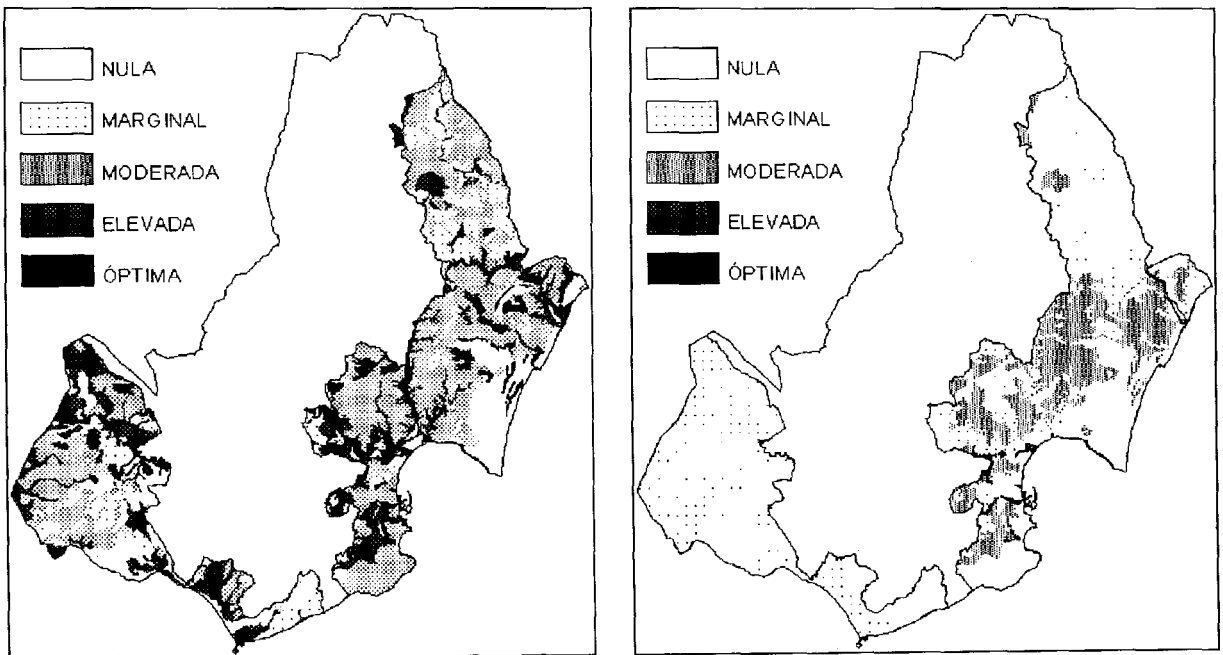 NULA
MARGINAL
MODERADA
ELEVADA
ÓPTIMA
NULA
MARGINAL
MODERADA
ELEVADA
ÓPTIMA